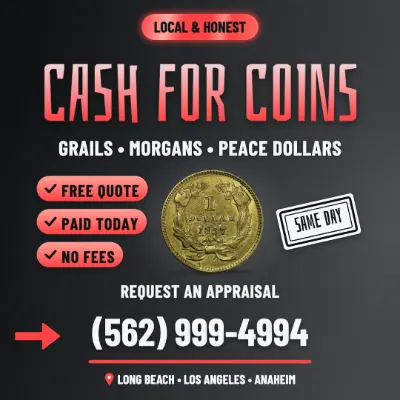 LOCAL & HONEST
CASH FOR COINS
GRAILS • MORGANS • PEACE DOLLARS
✓ FREE QUOTE
✓ PAID TODAY
✓ NO FEES
1
DOLLAR
1857
SAME DAY
REQUEST AN APPRAISAL
(562) 999-4994
LONG BEACH • LOS ANGELES • ANAHEIM